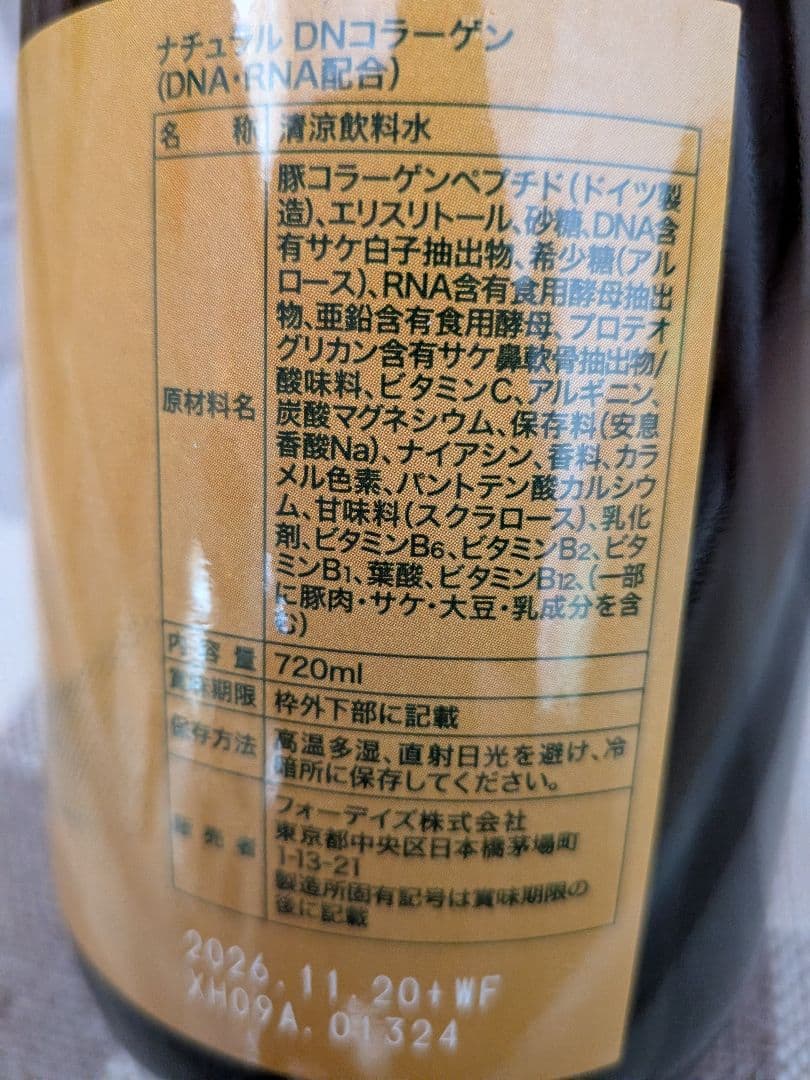 ナチュラル DNコラーゲン
(DNA・RNA配合)
名 称 清涼飲料水
原材料名
豚コラーゲンペプチド(ドイツ製
造)、エリスリトール、砂糖、DNA含
有サケ白子抽出物、希少糖(アル
ロース)、RNA含有食用酵母抽出
物、亜鉛含有食用酵母、プロテオ
グリカン含有サケ鼻軟骨抽出物/
酸味料、ビタミンC、アルギニン、
炭酸マグネシウム、保存料(安息
香酸Na)、ナイアシン、香料、カラ
メル色素、パントテン酸カルシウ
ム、甘味料(スクラロース)、乳化
剤、ビタミンB6、ビタミンB2、ビタ
ミンB1、葉酸、ビタミンB12、(一部
に豚肉・サケ・大豆・乳成分を含
む)
内 容 量 720ml
賞味期限 枠外下部に記載
保存方法
高温多湿、直射日光を避け、冷
暗所に保存してください。
販 売 者
フォーデイズ株式会社
東京都中央区日本橋茅場町
1-13-21
製造所固有記号は賞味期限の
後に記載
2026.11.20+WF
XH09A.01324